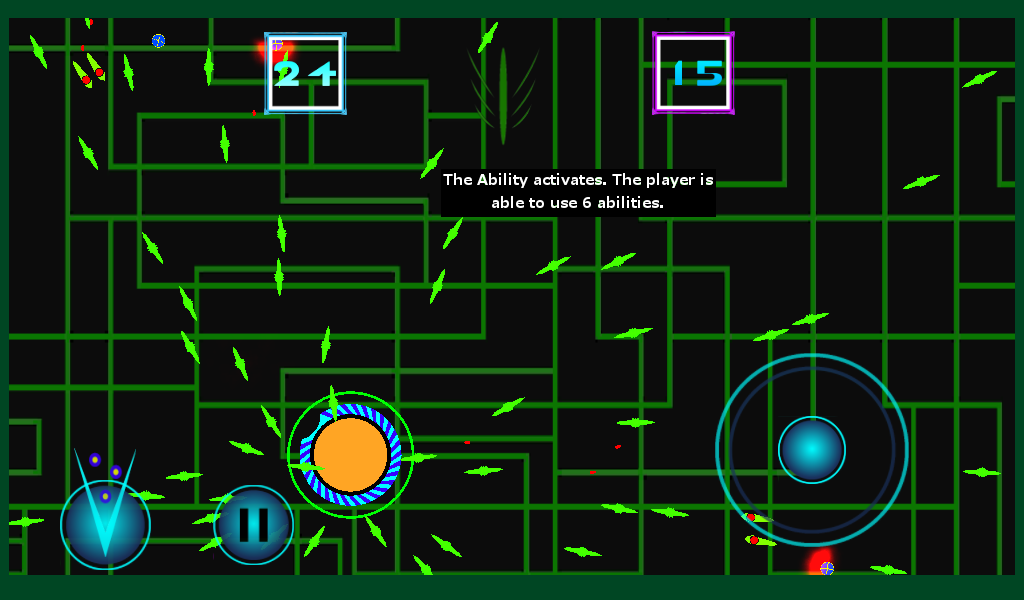 24
15
The Ability activates. The player is
able to use 6 abilities.